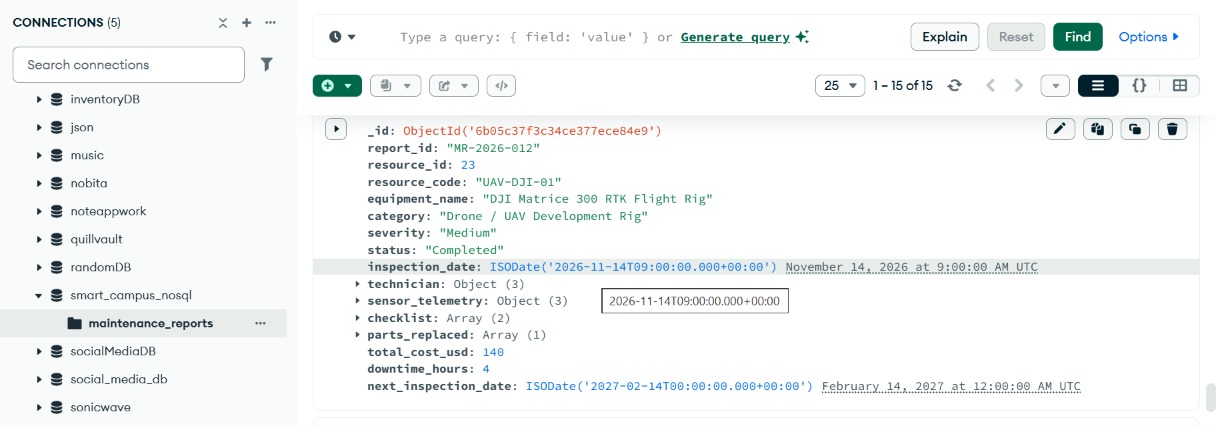 CONNECTIONS (5)
Search connections
inventoryDB
json
music
nobita
noteappwork
quillvault
randomDB
smart_campus_nosql
maintenance_reports
socialMediaDB
social_media_db
sonicwave
Type a query: { field: 'value' } or Generate query
Explain
Reset
Find
Options
25
1 – 15 of 15
_id: ObjectId('6b05c37f3c34ce377ece84e9')
report_id: "MR-2026-012"
resource_id: 23
resource_code: "UAV-DJI-01"
equipment_name: "DJI Matrice 300 RTK Flight Rig"
category: "Drone / UAV Development Rig"
severity: "Medium"
status: "Completed"
inspection_date: ISODate('2026-11-14T09:00:00.000+00:00') November 14, 2026 at 9:00:00 AM UTC
technician: Object (3)
sensor_telemetry: Object (3)
2026-11-14T09:00:00.000+00:00
checklist: Array (2)
parts_replaced: Array (1)
total_cost_usd: 140
downtime_hours: 4
next_inspection_date: ISODate('2027-02-14T00:00:00.000+00:00') February 14, 2027 at 12:00:00 AM UTC